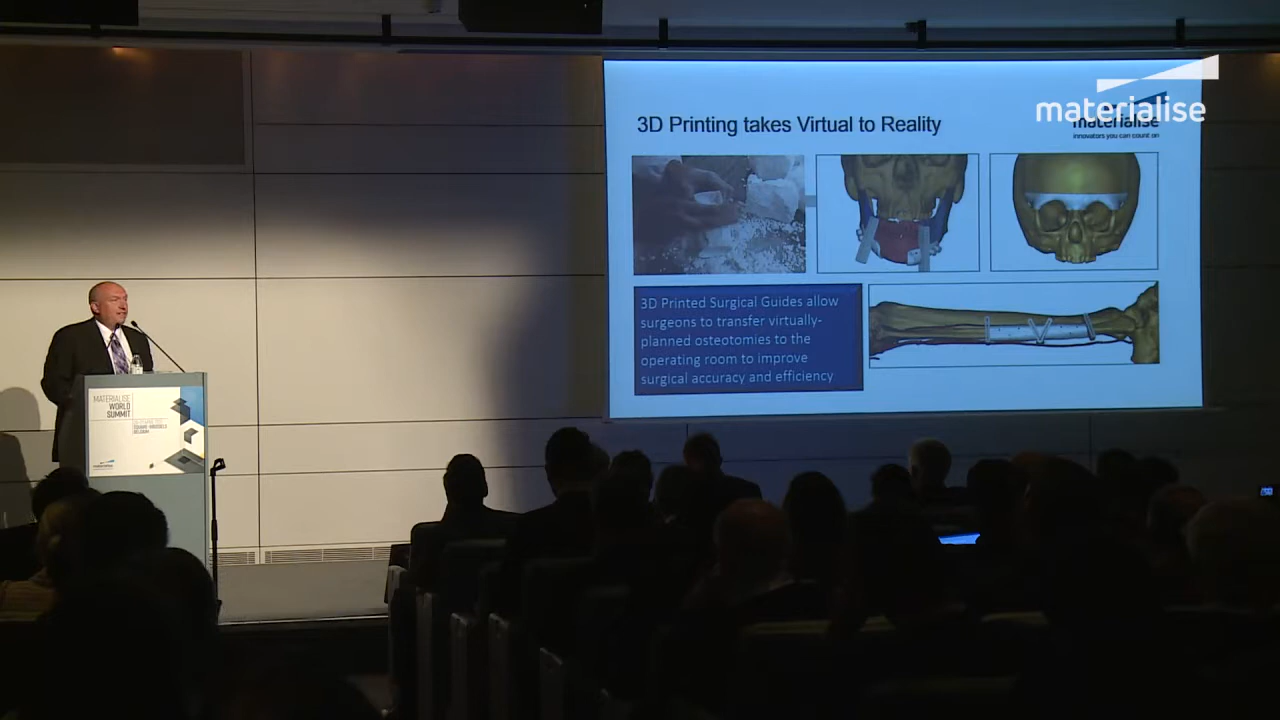 materialise
3D Printing takes Virtual to Reality
materialise
innovators you can count on
3D Printed Surgical Guides allow
surgeons to transfer virtually-
planned osteotomies to the
operating room to improve
surgical accuracy and efficiency
MATERIALISE
WORLD
SUMMIT
materialise